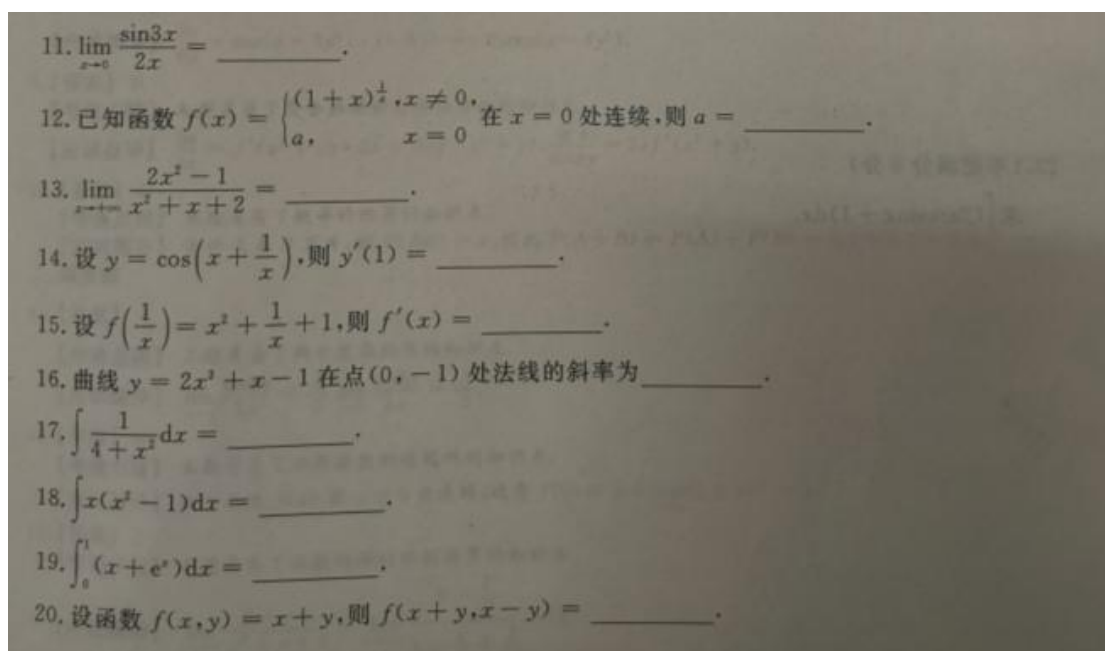 11. lim_{x→0} sin3x/2x = ________.
12. 已知函数 f(x) = {(1+x)^{1/x}, x ≠ 0, a, x = 0 在 x = 0 处连续,则 a = ________.
13. lim_{x→+∞} (2x² − 1)/(x² + x + 2) = ________.
14. 设 y = cos(x + 1/x),则 y′(1) = ________.
15. 设 f(1/x) = x² + 1/x + 1,则 f′(x) = ________.
16. 曲线 y = 2x³ + x − 1 在点(0, −1) 处法线的斜率为________.
17. ∫ 1/(4 + x²) dx = ________.
18. ∫x(x² − 1)dx = ________.
19. ∫₀¹ (x + eˣ)dx = ________.
20. 设函数 f(x,y) = x + y,则 f(x + y, x − y) = ________.